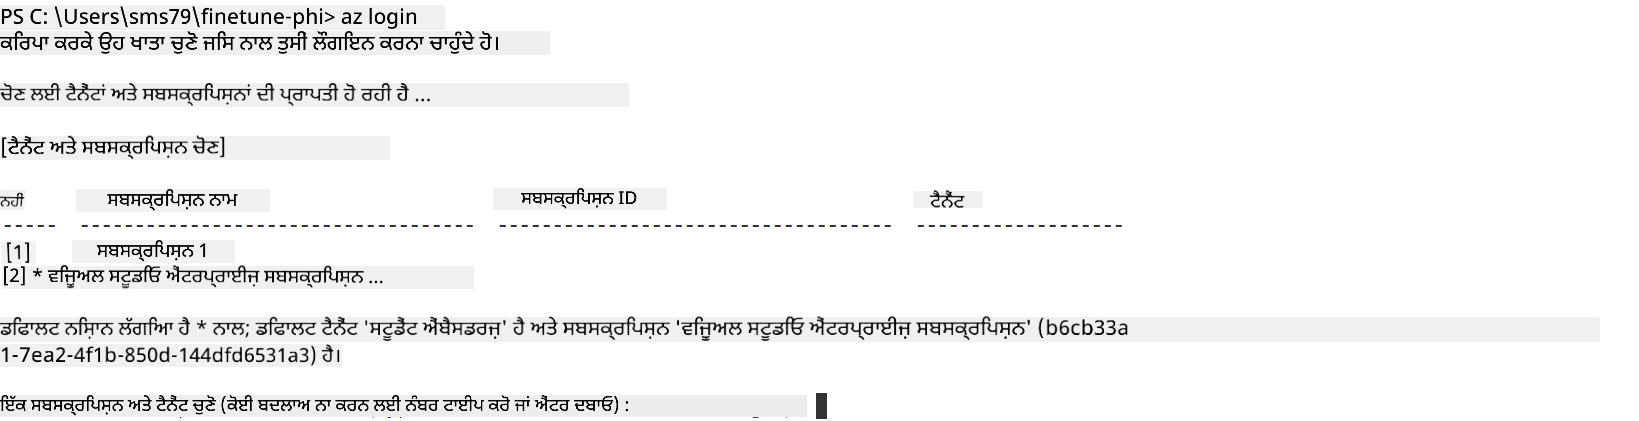 PS C: \Users\sms79\finetune-phi> az login
ਕਰਿਪਾ ਕਰਕੇ ਉਹ ਖਾਤਾ ਚੁਣੋ ਜਸਿ ਨਾਲ ਤੁਸੀਂ ਲੌਗਇਨ ਕਰਨਾ ਚਾਹੁੰਦੇ ਹੋ।
ਚੋਣ ਲਈ ਟੈਨੈਂਟਾਂ ਅਤੇ ਸਬਸਕ੍ਰਪਿਸ਼ਨਾਂ ਦੀ ਪ੍ਰਾਪਤੀ ਹੋ ਰਹੀ ਹੈ ...
[ਟੈਨੈਂਟ ਅਤੇ ਸਬਸਕ੍ਰਪਿਸ਼ਨ ਚੋਣ]
ਨਹੀਂ ਸਬਸਕ੍ਰਪਿਸ਼ਨ ਨਾਮ ਸਬਸਕ੍ਰਪਿਸ਼ਨ ID ਟੈਨੈਂਟ
----- --------------------------------- --------------------------------- -------------------
[1] ਸਬਸਕ੍ਰਪਿਸ਼ਨ 1
[2] * ਵਜ਼ਿੂਅਲ ਸਟੂਡਓਿ ਐਂਟਰਪ੍ਰਾਈਜ਼ ਸਬਸਕ੍ਰਪਿਸ਼ਨ ...
ਡਫਿਾਲਟ ਨਸ਼ਿਾਨ ਲੱਗਆਿ ਹੈ * ਨਾਲ; ਡਫਿਾਲਟ ਟੈਨੈਂਟ 'ਸਟੂਡੈਂਟ ਐਂਬੈਸਡਰਜ਼' ਹੈ ਅਤੇ ਸਬਸਕ੍ਰਪਿਸ਼ਨ 'ਵਜ਼ਿੂਅਲ ਸਟੂਡਓਿ ਐਂਟਰਪ੍ਰਾਈਜ਼ ਸਬਸਕ੍ਰਪਿਸ਼ਨ' (b6cb33a
1-7ea2-4f1b-850d-144dfd6531a3) ਹੈ।
ਇੱਕ ਸਬਸਕ੍ਰਪਿਸ਼ਨ ਅਤੇ ਟੈਨੈਂਟ ਚੁਣੋ (ਕੋਈ ਬਦਲਾਅ ਨਾ ਕਰਨ ਲਈ ਨੰਬਰ ਟਾਈਪ ਕਰੋ ਜਾਂ ਐਂਟਰ ਦਬਾਓ) :